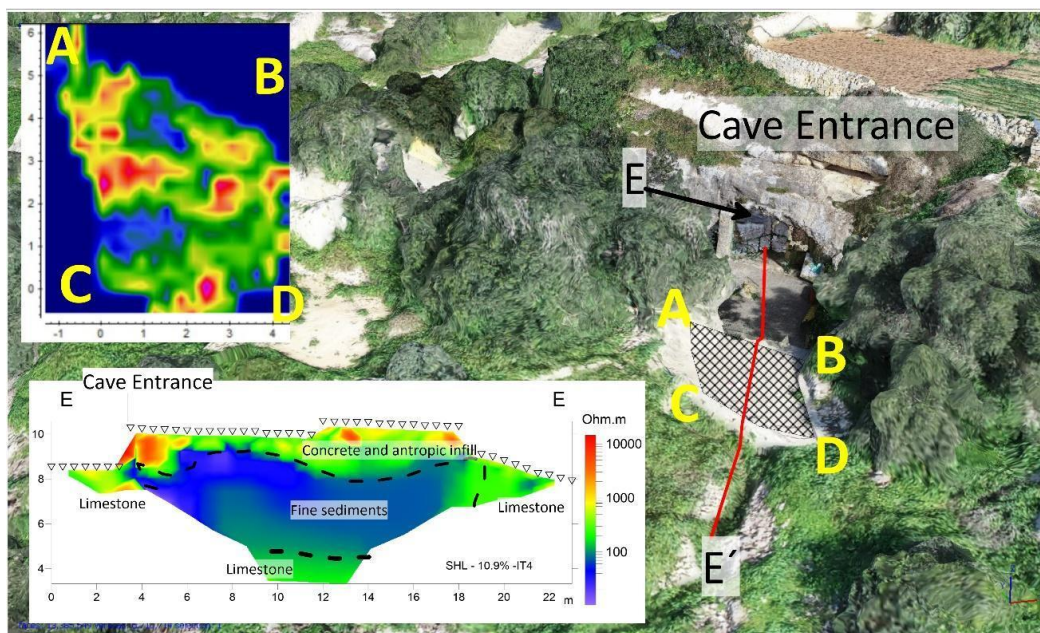 A
B
C
D
6
5
4
3
2
1
0
-1
0
1
2
3
4
Cave Entrance
E
A
B
C
D
E´
Cave Entrance
E
E
Ohm.m
10000
1000
100
10
8
6
4
Concrete and antropic infill
Limestone
Fine sediments
Limestone
Limestone
SHL - 10.9% -IT4
0
2
4
6
8
10
12
14
16
18
20
22
m